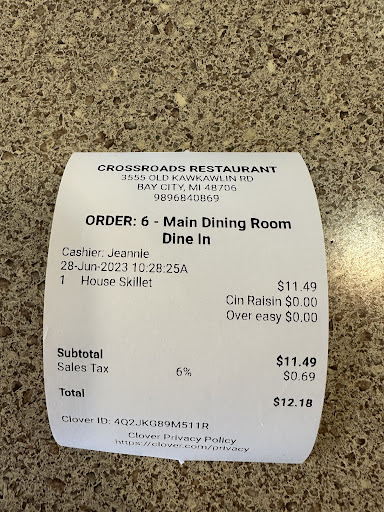 CROSSROADS RESTAURANT
3555 OLD KAWKAWLIN RD
BAY CITY, MI 48706
9896840869
ORDER: 6 - Main Dining Room
Dine In
Cashier: Jeannie
28-Jun-2023 10:28:25A
1 House Skillet $11.49
Cin Raisin $0.00
Over easy $0.00
Subtotal $11.49
Sales Tax 6% $0.69
Total $12.18
Clover ID: 4Q2JKG89M511R
Clover Privacy Policy
https://clover.com/privacy